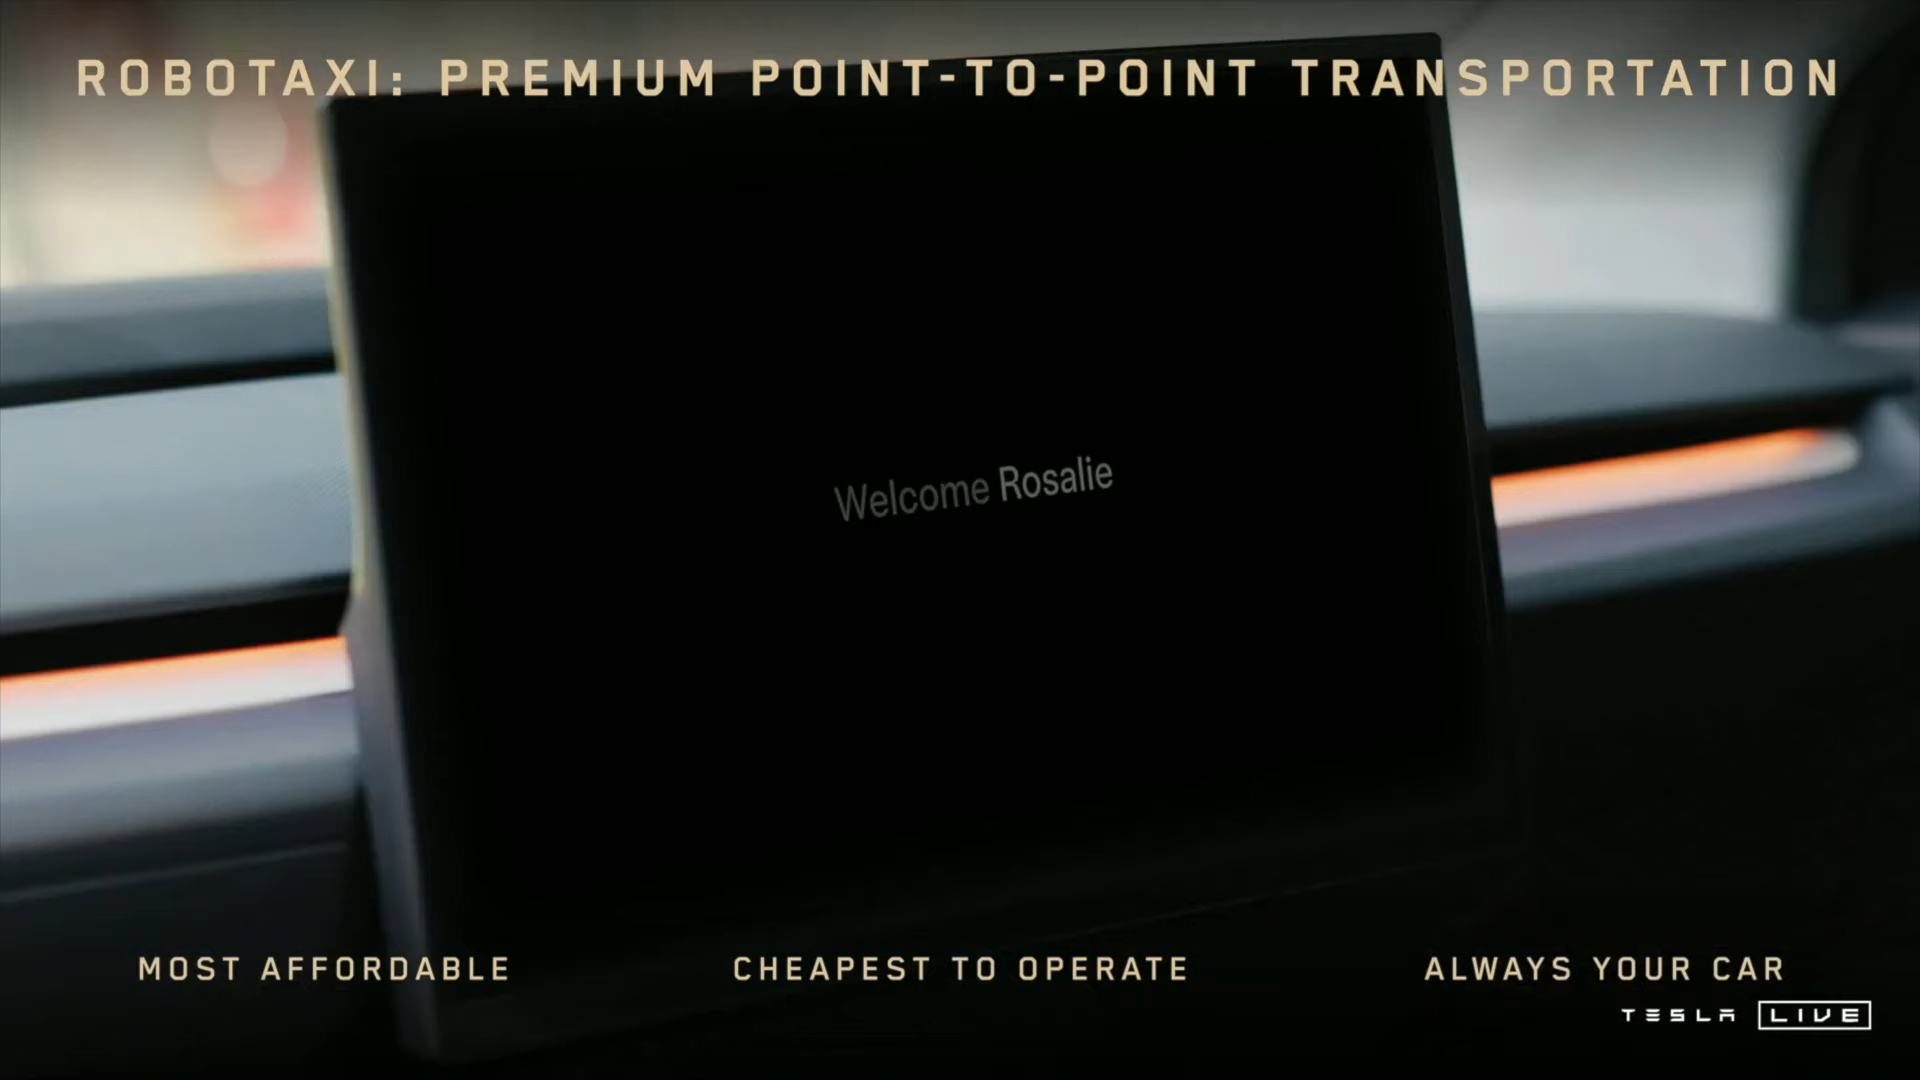 ROBOTAXI: PREMIUM POINT-TO-POINT TRANSPORTATION
Welcome Rosalie
MOST AFFORDABLE
CHEAPEST TO OPERATE
ALWAYS YOUR CAR
TESLA LIVE